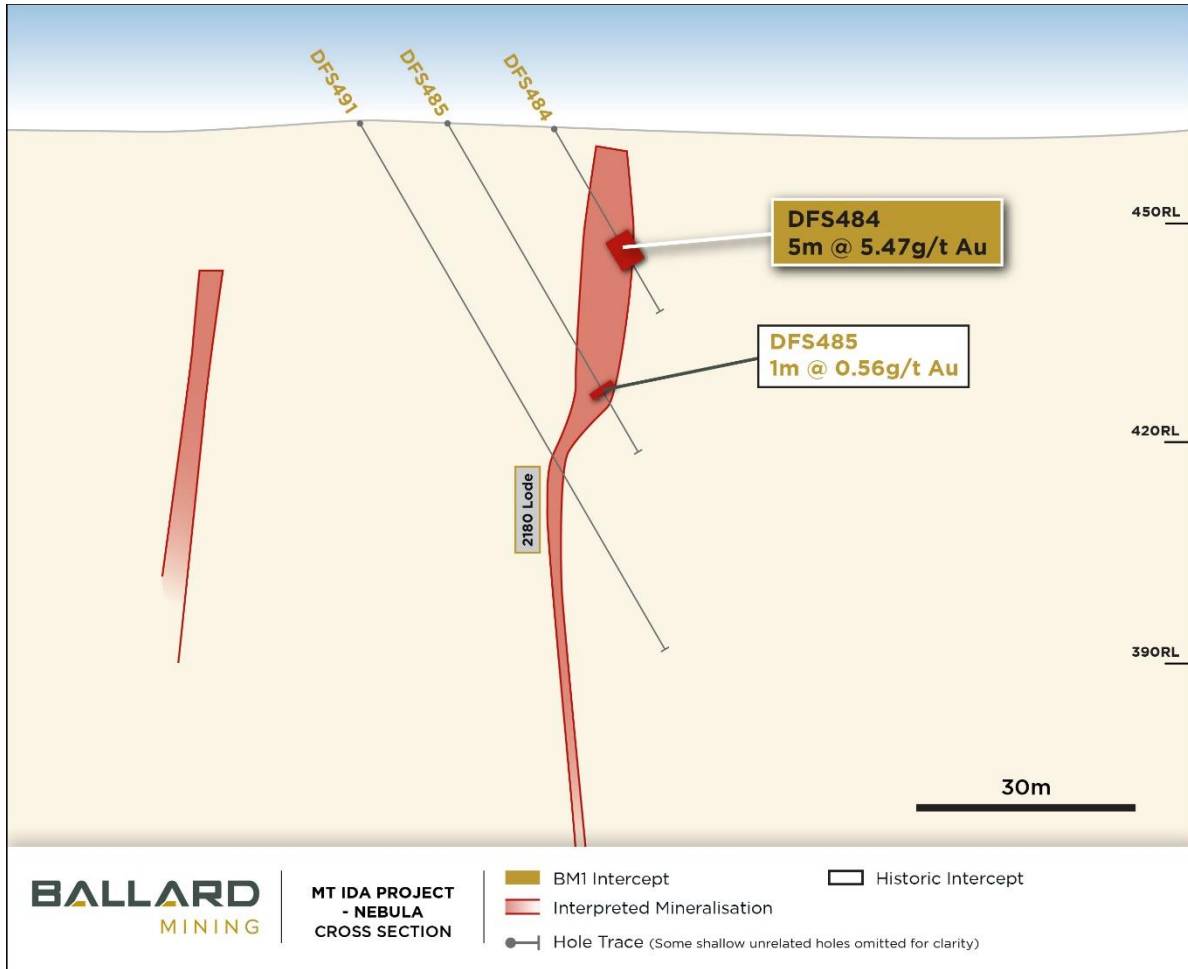 DFS491
DFS485
DFS484
450RL
DFS484
5m @ 5.47g/t Au
DFS485
1m @ 0.56g/t Au
420RL
2180 Lode
390RL
30m
BALLARD
MINING
MT IDA PROJECT
- NEBULA
CROSS SECTION
BM1 Intercept
Historic Intercept
Interpreted Mineralisation
Hole Trace (Some shallow unrelated holes omitted for clarity)